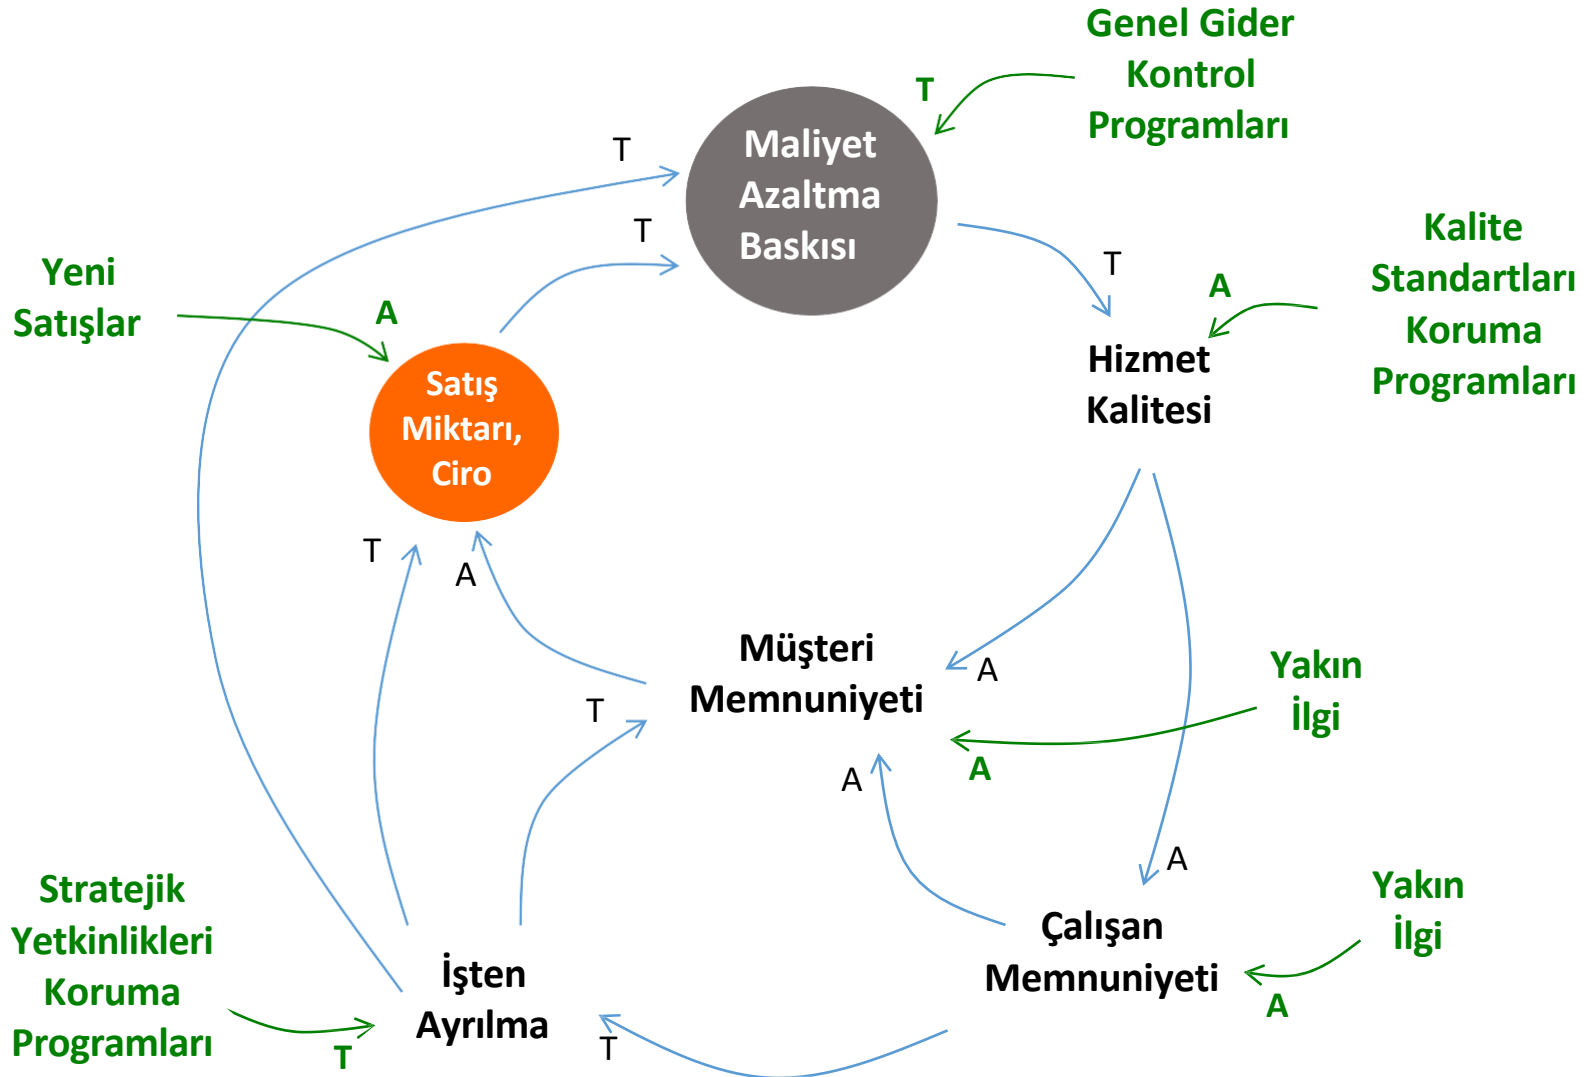 Genel Gider
Kontrol
Programları
T
Maliyet
Azaltma
Baskısı
T
T
T
Kalite
Standartları
Koruma
Programları
A
Yeni
Satışlar
A
Hizmet
Kalitesi
Satış
Miktarı,
Ciro
T
A
Müşteri
Memnuniyeti
A
T
Yakın
İlgi
A
A
A
Stratejik
Yetkinlikleri
Koruma
Programları
T
İşten
Ayrılma
T
Çalışan
Memnuniyeti
Yakın
İlgi
A